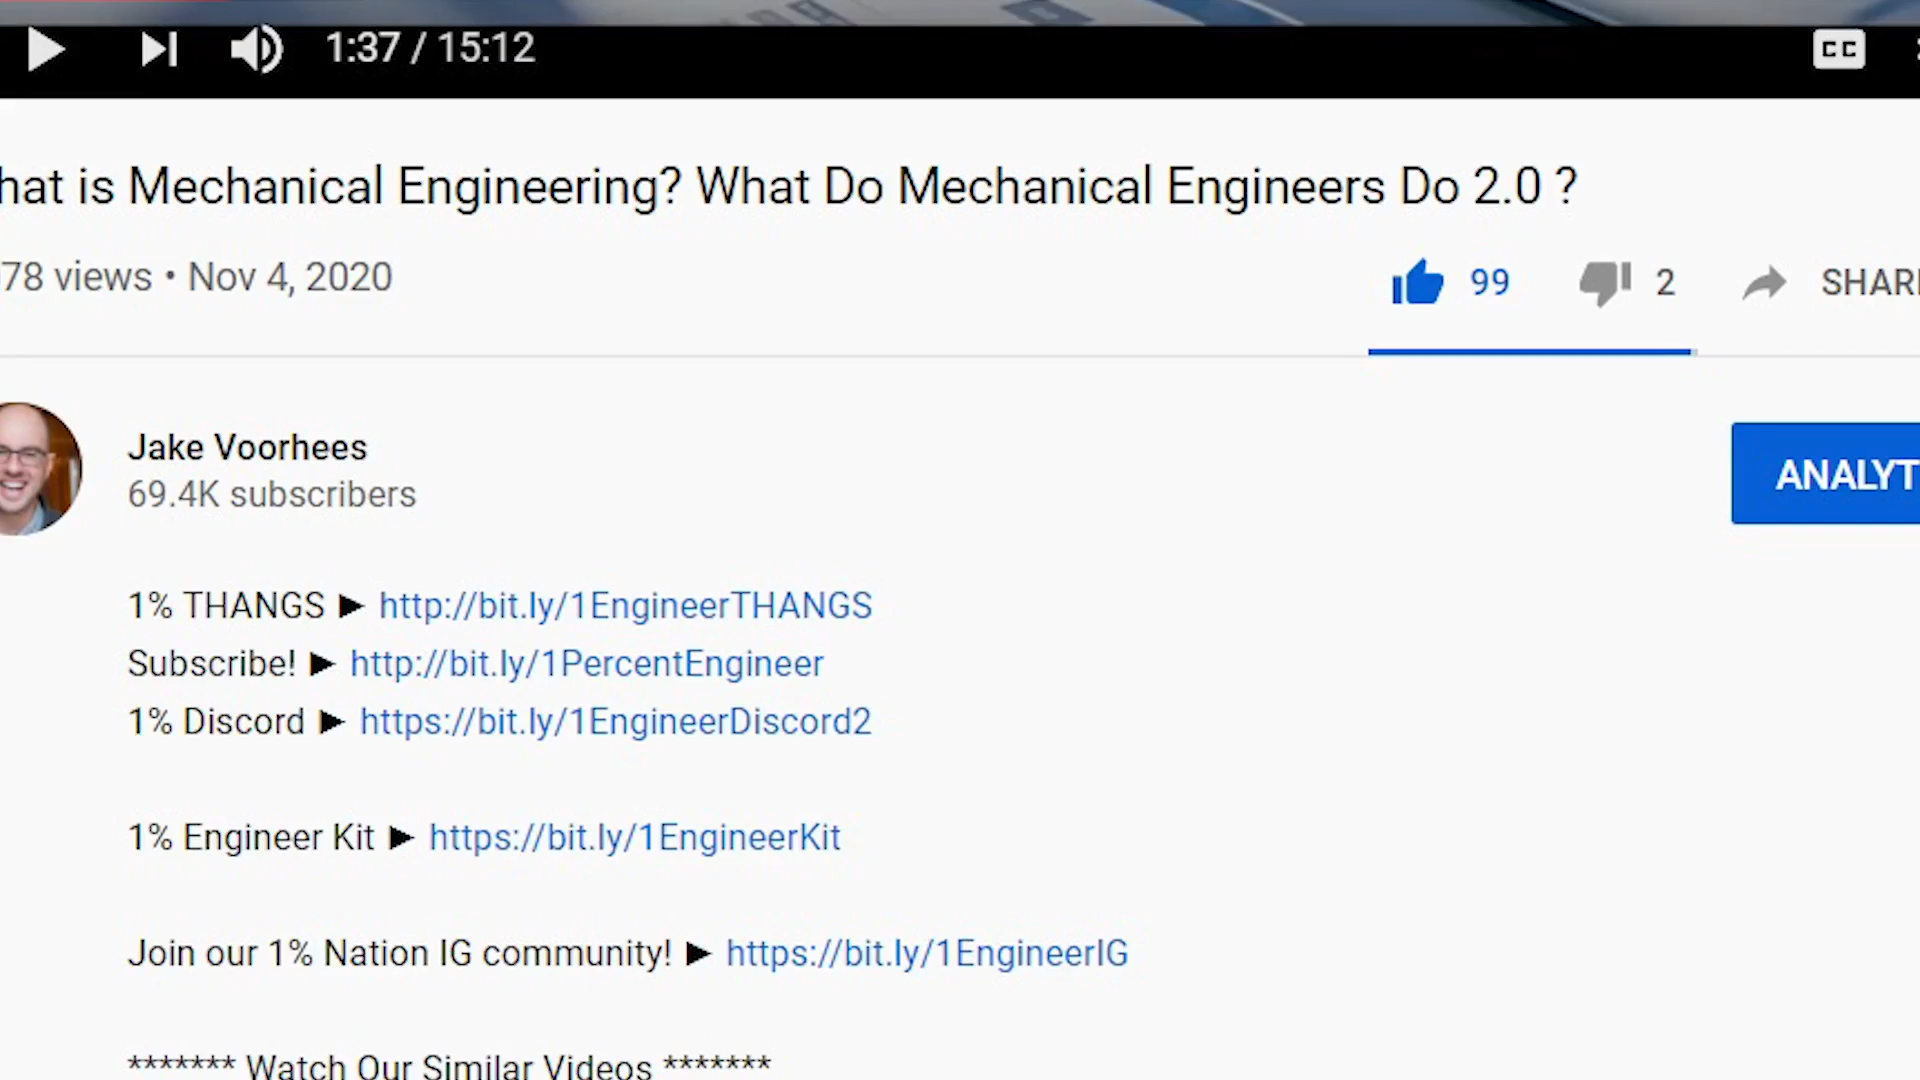 1:37 / 15:12
CC
hat is Mechanical Engineering? What Do Mechanical Engineers Do 2.0 ?
78 views • Nov 4, 2020
99
2
SHAR
Jake Voorhees
69.4K subscribers
ANALYT
1% THANGS ► http://bit.ly/1EngineerTHANGS
Subscribe! ► http://bit.ly/1PercentEngineer
1% Discord ► https://bit.ly/1EngineerDiscord2
1% Engineer Kit ► https://bit.ly/1EngineerKit
Join our 1% Nation IG community! ► https://bit.ly/1EngineerIG
******* Watch Our Similar Videos *******